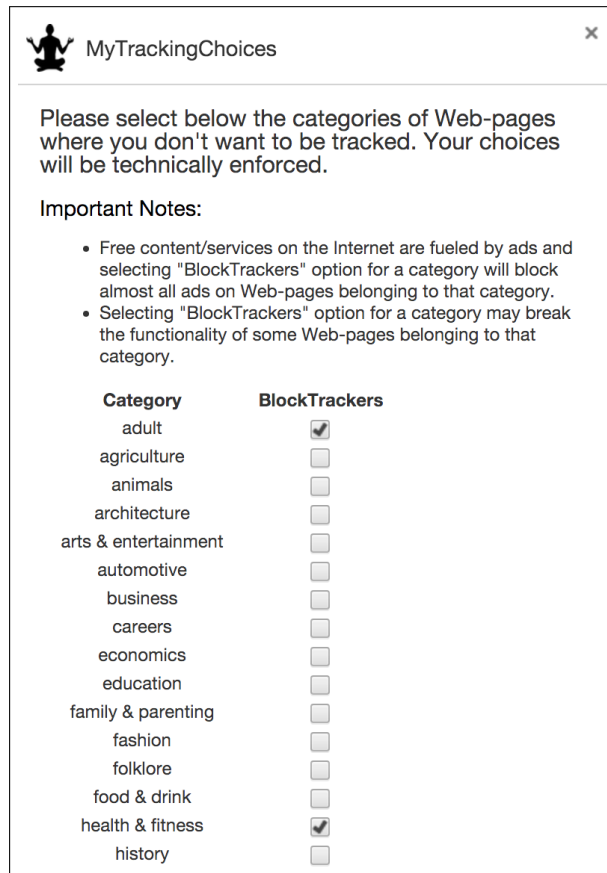 MyTrackingChoices
×
Please select below the categories of Web-pages
where you don't want to be tracked. Your choices
will be technically enforced.
Important Notes:
• Free content/services on the Internet are fueled by ads and
selecting "BlockTrackers" option for a category will block
almost all ads on Web-pages belonging to that category.
• Selecting "BlockTrackers" option for a category may break
the functionality of some Web-pages belonging to that
category.
Category BlockTrackers
adult
agriculture
animals
architecture
arts & entertainment
automotive
business
careers
economics
education
family & parenting
fashion
folklore
food & drink
health & fitness
history